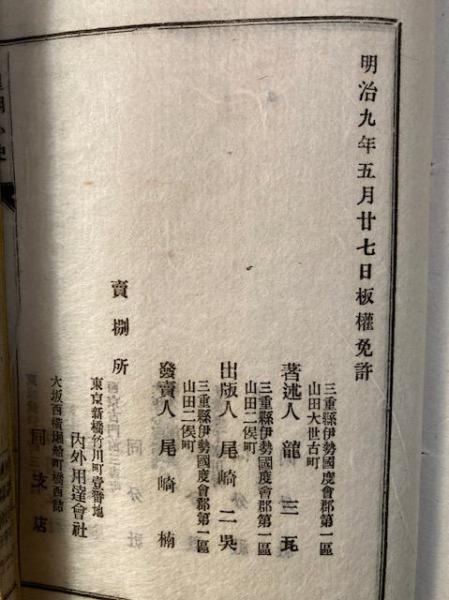 明治九年五月廿七日板權免許
三重縣伊勢國度會郡第一區
山田大世古町
著述人 龍 三瓦
三重縣伊勢國度會郡第一區
山田二俣町
出版人 尾崎二吳
三重縣伊勢國度會郡第一區
山田二俣町
發賣人 尾崎 楠
賣捌所
東京新橋竹川町壹番地
內外用達會社
大坂西橫堀船町橋西詰
同支店